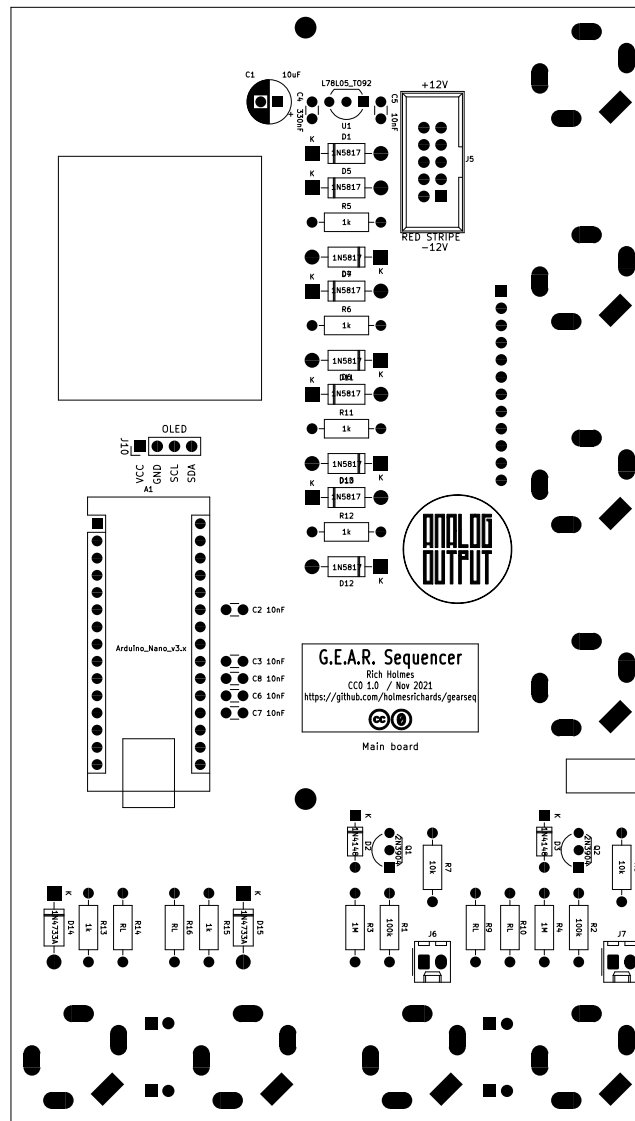 C1
10uF
+
C4
330nF
L78L05_TO92
U1
C5
10nF
+12V
J5
RED STRIPE
-12V
K
D1
1N5817
K
D5
1N5817
R5
1k
1N5817
K
K
1N5817
R6
1k
1N5817
K
K
1N5817
R11
1k
1N5817
K
K
1N5817
R12
1k
1N5817
D12
K
OLED
J10
VCC
GND
SCL
SDA
A1
Arduino_Nano_v3.x
ANALOG
OUTPUT
C2 10nF
C3 10nF
C8 10nF
C6 10nF
C7 10nF
G.E.A.R. Sequencer
Rich Holmes
CC0 1.0 / Nov 2021
https://github.com/holmesrichards/gearseq
cc 0
Main board
K
1N4148
D2
2N3904
Q1
10k
R7
K
1N4148
D3
2N3904
Q2
10k
K
1N4733A
D14
1k
R13
RL
R14
RL
R16
1k
R15
1N4733A
D15
K
1M
R3
100k
R1
J6
RL
R9
RL
R10
1M
R4
100k
R2
J7